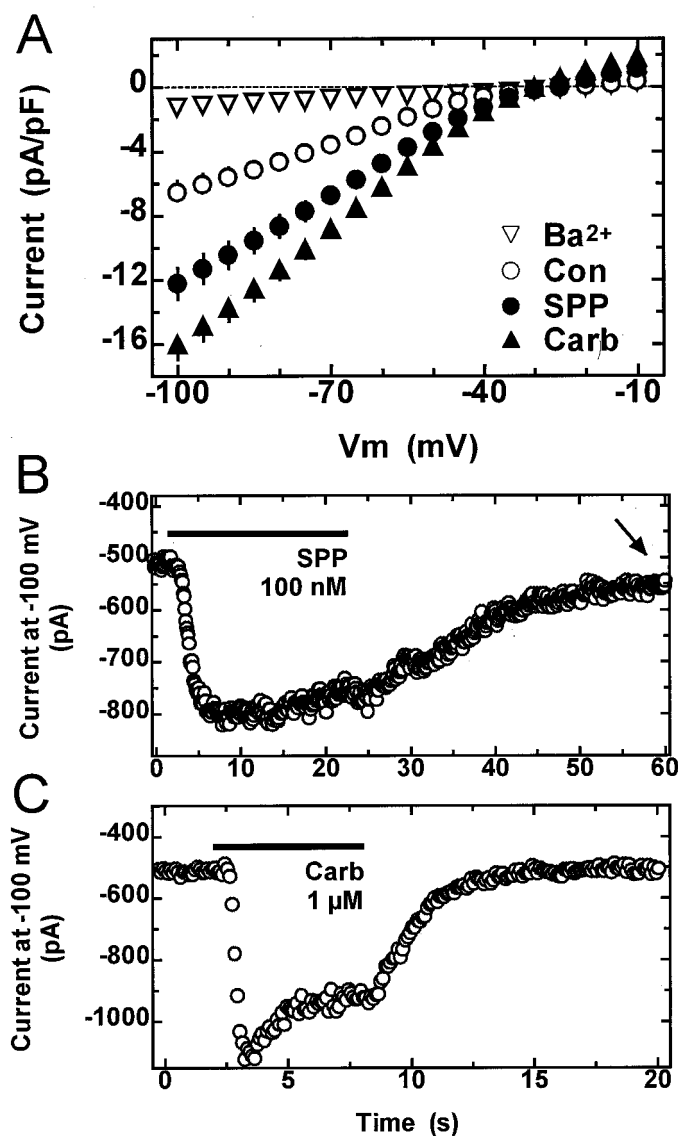 A
Current (pA/pF)
0
-4
-8
-12
-16
▽ Ba²⁺
○ Con
● SPP
▲ Carb
-100
-70
-40
-10
Vm (mV)
B
Current at -100 mV
(pA)
-400
-500
-600
-700
-800
SPP
100 nM
0
10
20
30
40
50
60
C
Current at -100 mV
(pA)
-400
-600
-800
-1000
Carb
1 µM
0
5
10
15
20
Time (s)